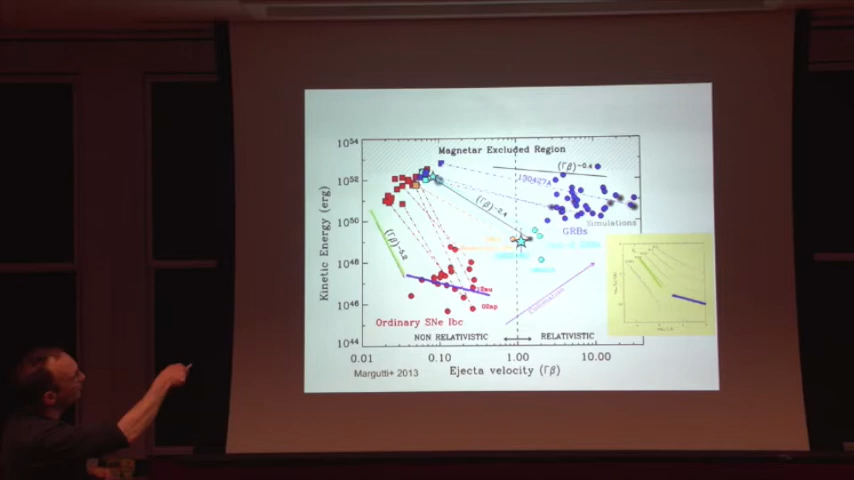 Magnetar Excluded Region
10^54
10^52
10^50
10^48
10^46
10^44
Kinetic Energy (erg)
(Γβ)^-0.4
130427A
(Γβ)^-2.4
(Γβ)^-5.2
Simulations
GRBs
Collimation
02ap
Ordinary SNe Ibc
NON RELATIVISTIC
RELATIVISTIC
0.01
0.10
1.00
10.00
Margutti+ 2013
Ejecta velocity (Γβ)